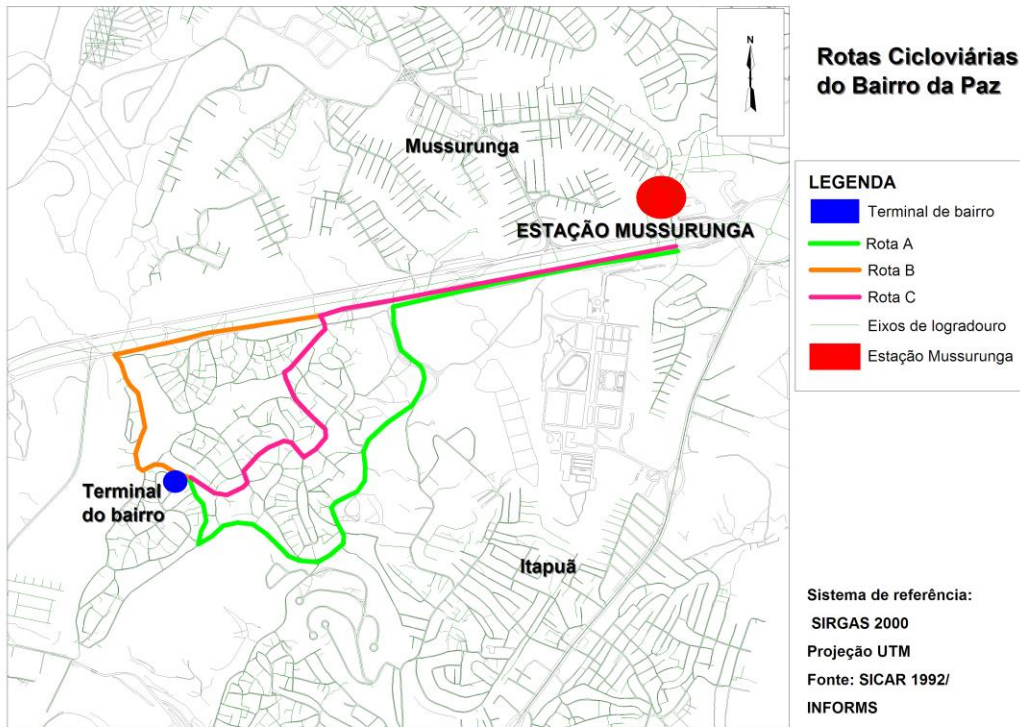 N
Rotas Cicloviárias
do Bairro da Paz
Mussurunga
ESTAÇÃO MUSSURUNGA
Terminal
do bairro
Itapuã
LEGENDA
Terminal de bairro
Rota A
Rota B
Rota C
Eixos de logradouro
Estação Mussurunga
Sistema de referência:
SIRGAS 2000
Projeção UTM
Fonte: SICAR 1992/
INFORMS